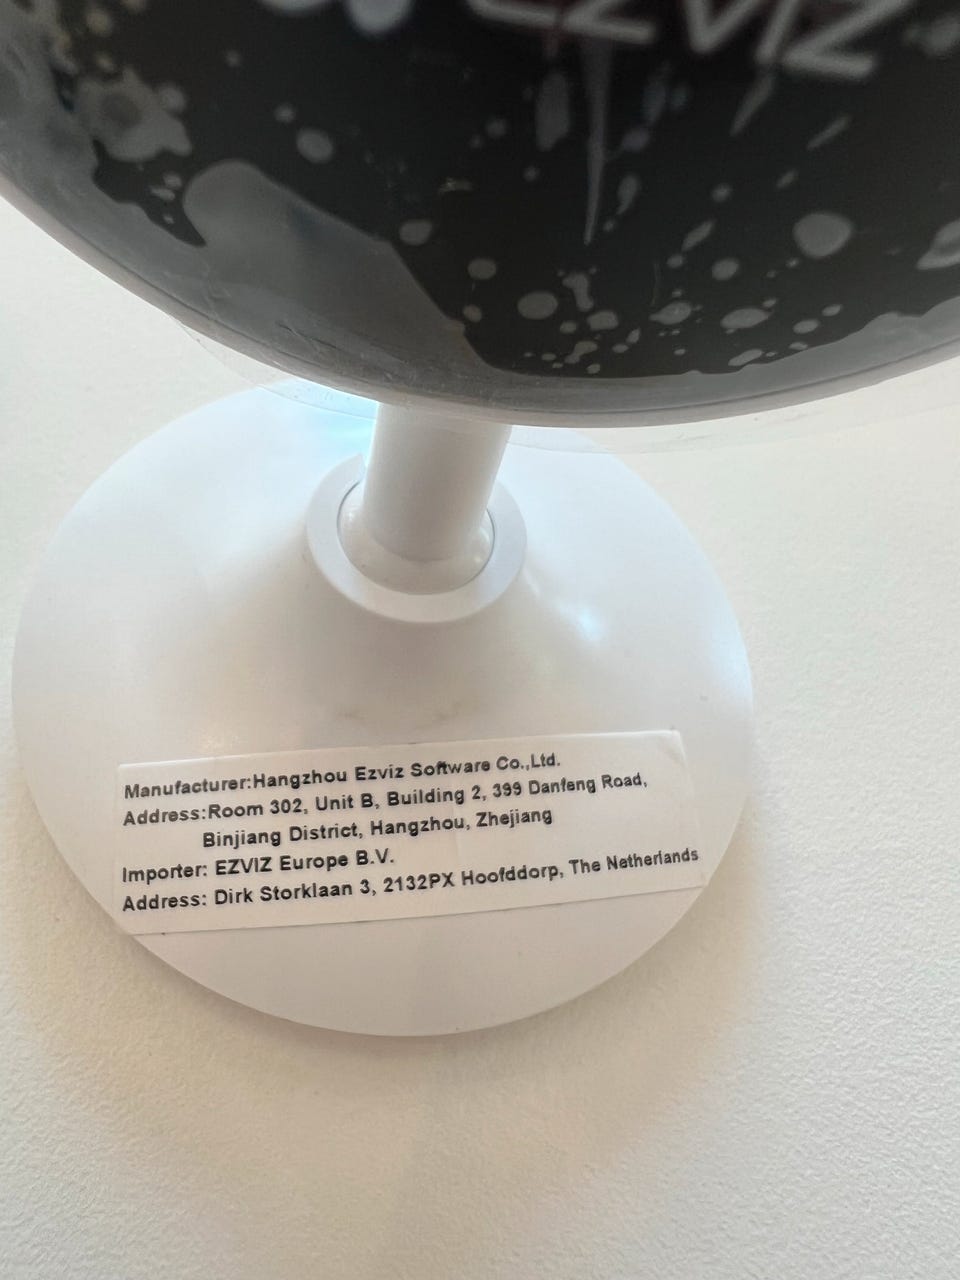 EZVIZ
Manufacturer:Hangzhou Ezviz Software Co.,Ltd.
Address:Room 302, Unit B, Building 2, 399 Danfeng Road,
Binjiang District, Hangzhou, Zhejiang
Importer: EZVIZ Europe B.V.
Address: Dirk Storklaan 3, 2132PX Hoofddorp, The Netherlands